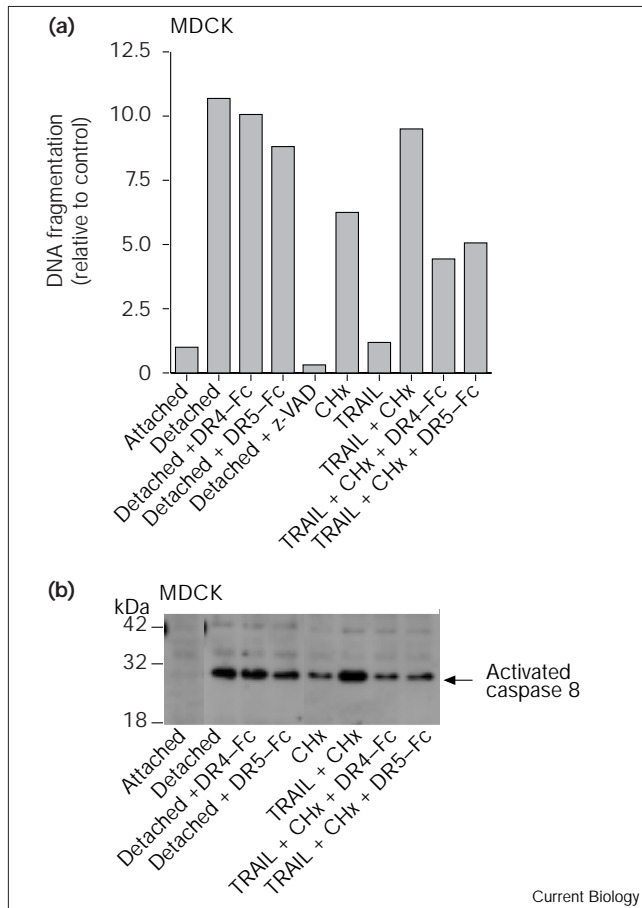 (a) MDCK
DNA fragmentation
(relative to control)
12.5
10.0
7.5
5.0
2.5
0
Attached
Detached
Detached +DR4–Fc
Detached + DR5–Fc
Detached + z-VAD
CHx
TRAIL
TRAIL + CHx
TRAIL + CHx + DR4–Fc
TRAIL + CHx + DR5–Fc
(b) MDCK
kDa
42
32
18
Activated
caspase 8
Attached
Detached
Detached +DR4–Fc
Detached + DR5–Fc
CHx
TRAIL + CHx
TRAIL + CHx + DR4–Fc
TRAIL + CHx + DR5–Fc
Current Biology